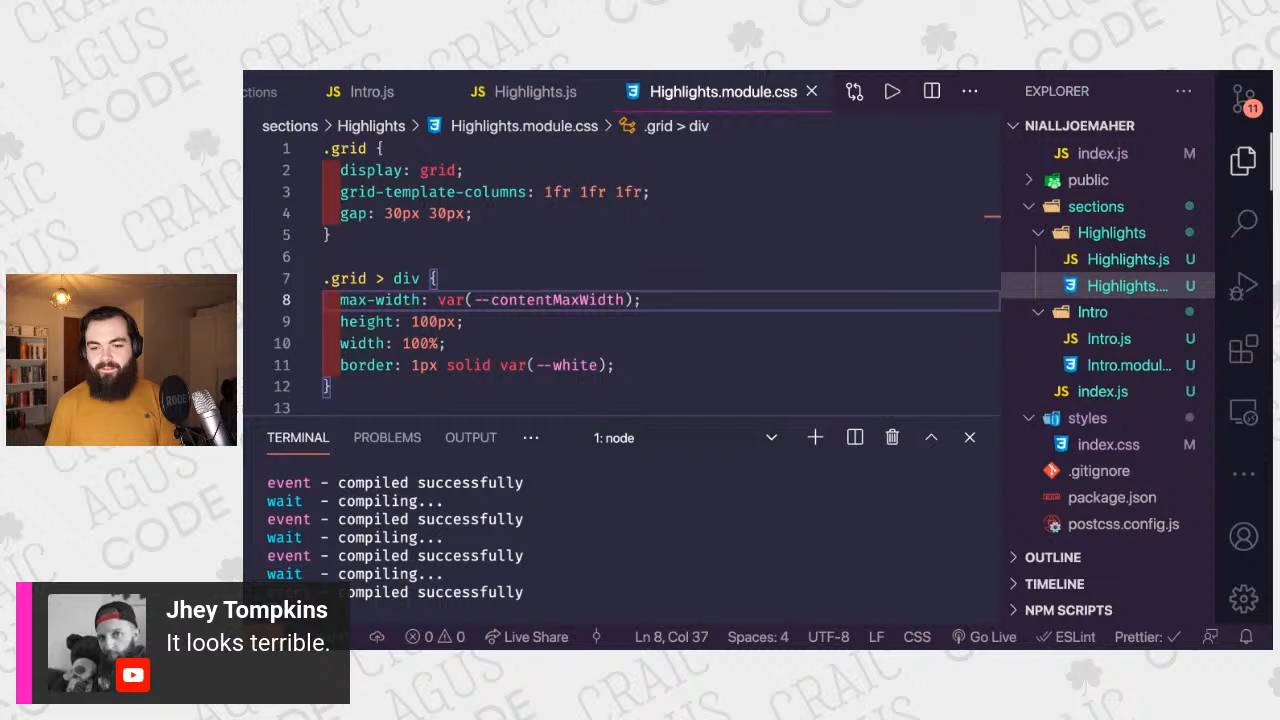 CRAIC
AGUS
CODE
ctions
JS Intro.js
JS Highlights.js
Highlights.module.css
sections > Highlights > Highlights.module.css > .grid > div
1 .grid {
2 display: grid;
3 grid-template-columns: 1fr 1fr 1fr;
4 gap: 30px 30px;
5 }
6
7 .grid > div {
8 max-width: var(--contentMaxWidth);
9 height: 100px;
10 width: 100%;
11 border: 1px solid var(--white);
12 }
13
TERMINAL PROBLEMS OUTPUT ... 1: node
event - compiled successfully
wait - compiling...
event - compiled successfully
wait - compiling...
event - compiled successfully
wait - compiling...
compiled successfully
EXPLORER ...
NIALLJOEMAHER
JS index.js M
public
sections
Highlights
JS Highlights.js U
Highlights.... U
Intro
JS Intro.js U
Intro.modul... U
JS index.js U
styles
index.css M
.gitignore
package.json
postcss.config.js
OUTLINE
TIMELINE
NPM SCRIPTS
11
0 0 Live Share Ln 8, Col 37 Spaces: 4 UTF-8 LF CSS Go Live ESLint Prettier: ✓
RODE
Jhey Tompkins
It looks terrible.